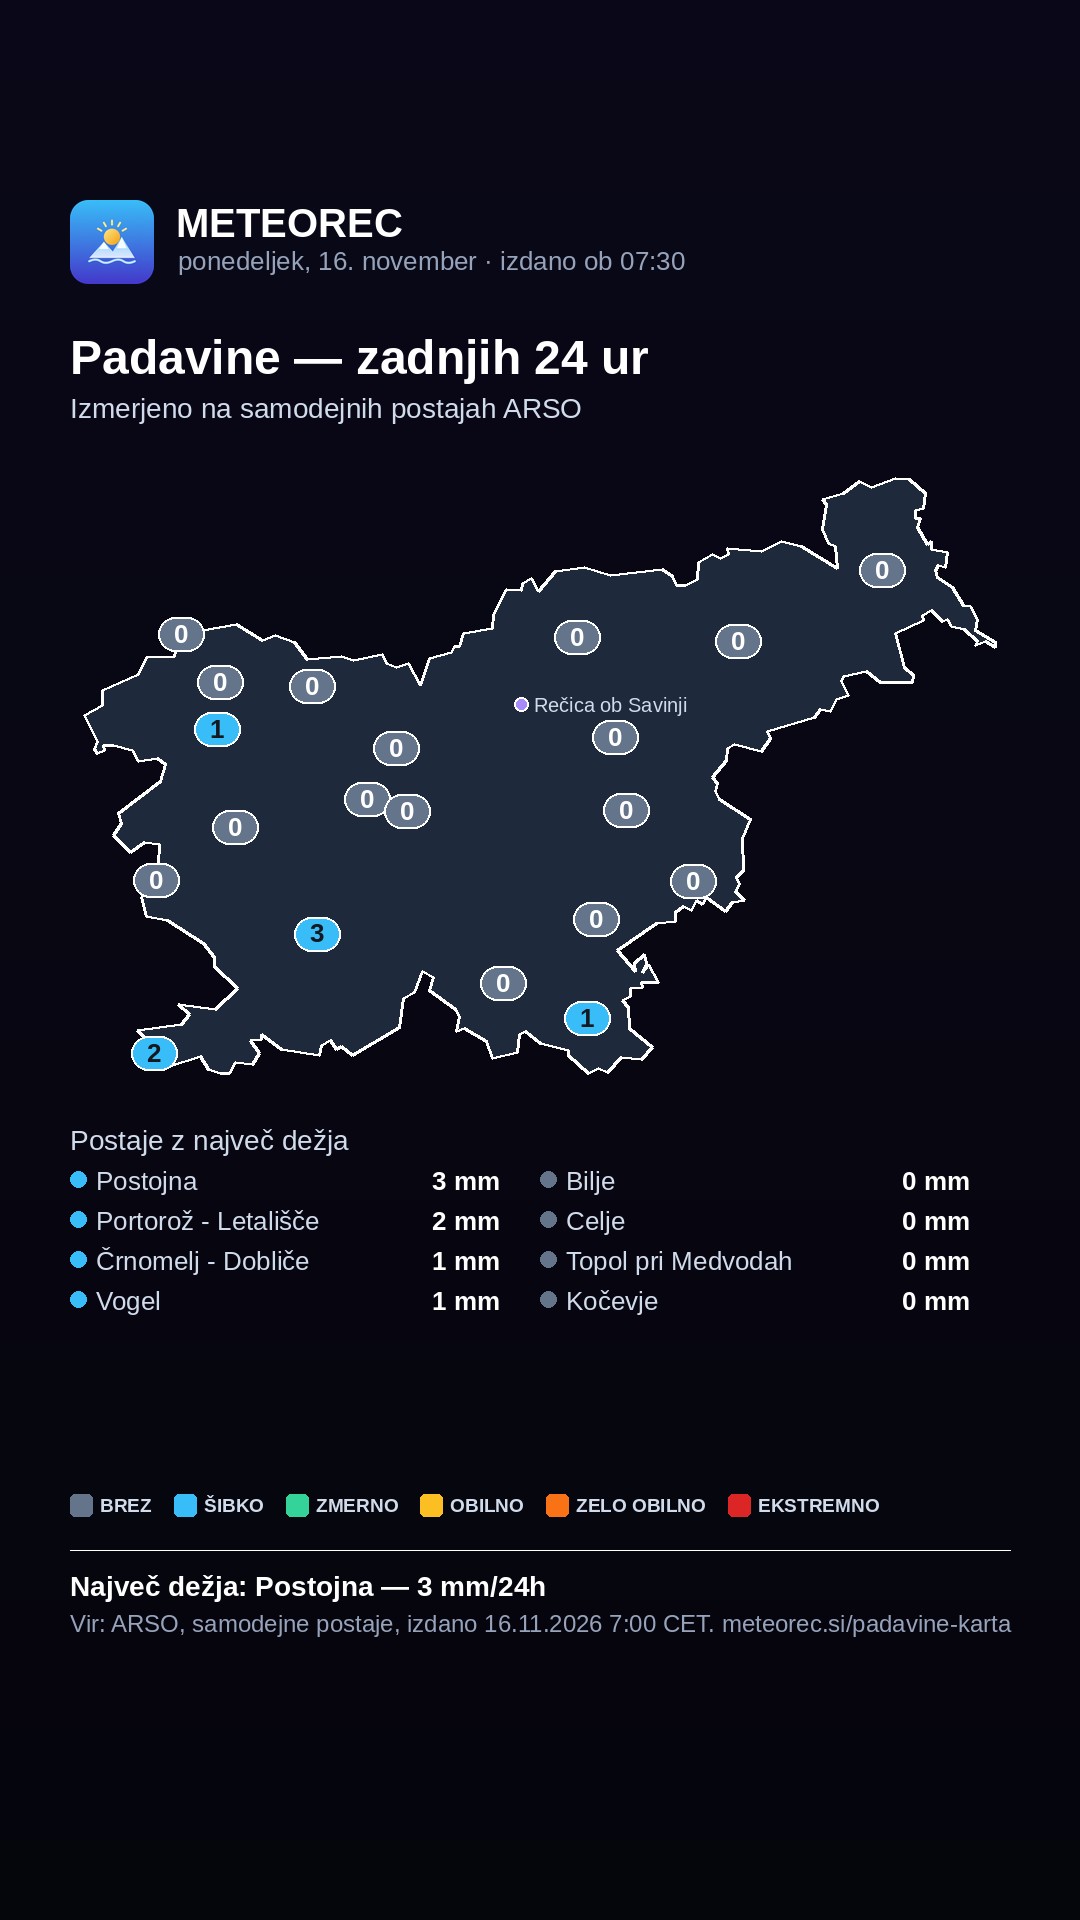 METEOREC
ponedeljek, 16. november · izdano ob 07:30
Padavine — zadnjih 24 ur
Izmerjeno na samodejnih postajah ARSO
0
0
0
0
0
0
0
Rečica ob Savinji
1
0
0
0
0
0
0
0
0
0
3
0
1
2
Postaje z največ dežja
Postojna 3 mm
Portorož - Letališče 2 mm
Črnomelj - Dobliče 1 mm
Vogel 1 mm
Bilje 0 mm
Celje 0 mm
Topol pri Medvodah 0 mm
Kočevje 0 mm
BREZ ŠIBKO ZMERNO OBILNO ZELO OBILNO EKSTREMNO
Največ dežja: Postojna — 3 mm/24h
Vir: ARSO, samodejne postaje, izdano 16.11.2026 7:00 CET. meteorec.si/padavine-karta